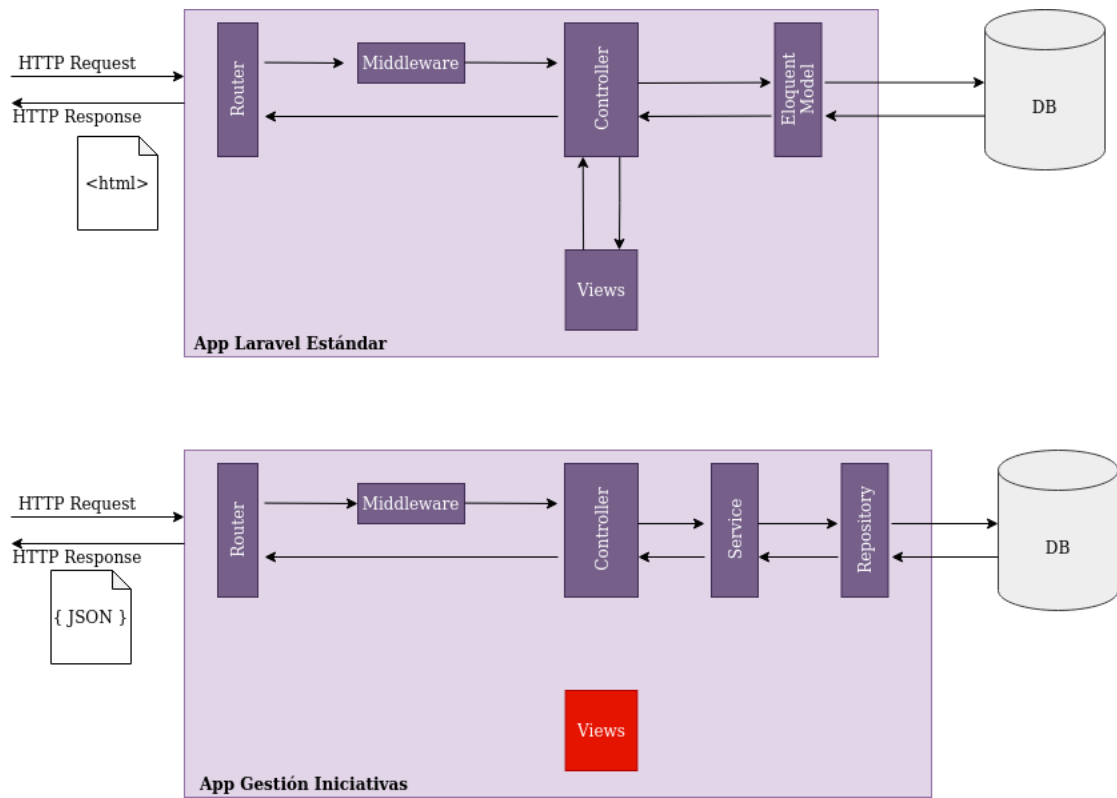 HTTP Request
HTTP Response
<html>
Router
Middleware
Controller
Eloquent
Model
DB
Views
App Laravel Estándar
HTTP Request
HTTP Response
{ JSON }
Router
Middleware
Controller
Service
Repository
DB
Views
App Gestión Iniciativas